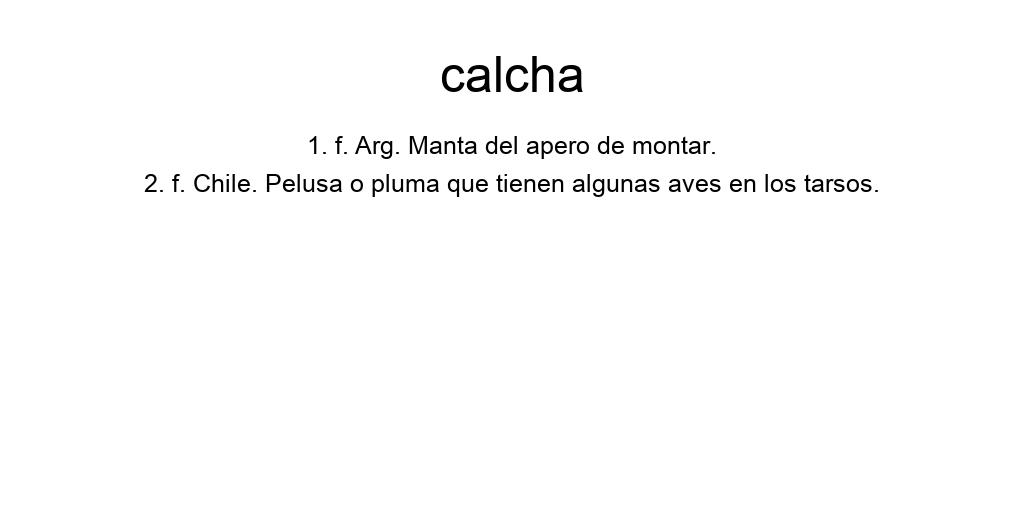 calcha
1. f. Arg. Manta del apero de montar.
2. f. Chile. Pelusa o pluma que tienen algunas aves en los tarsos.